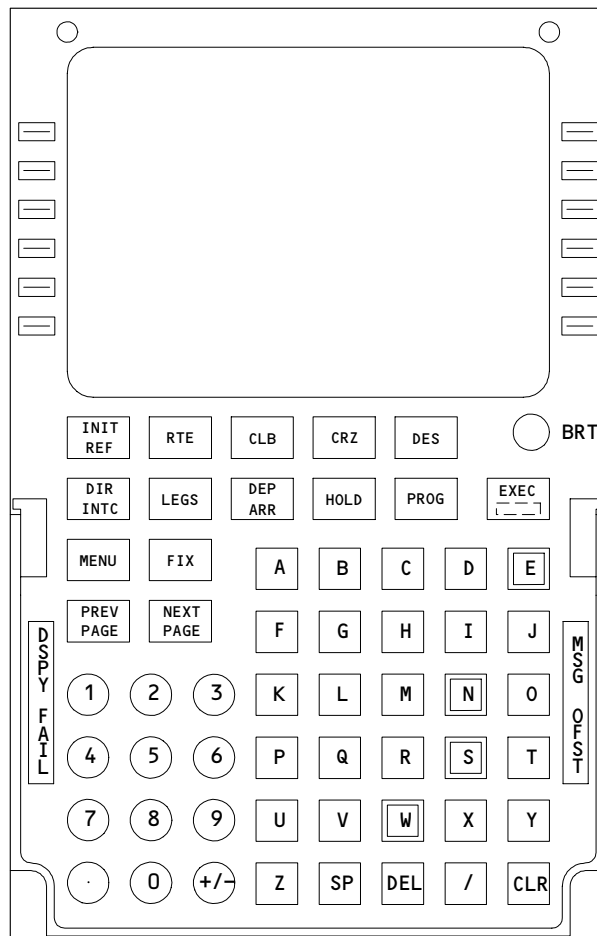 INIT REF RTE CLB CRZ DES BRT
DIR INTC LEGS DEP ARR HOLD PROG EXEC
MENU FIX A B C D E
PREV PAGE NEXT PAGE F G H I J
DSPY FAIL
MSG OFST
1 2 3 K L M N O
4 5 6 P Q R S T
7 8 9 U V W X Y
. 0 +/- Z SP DEL / CLR